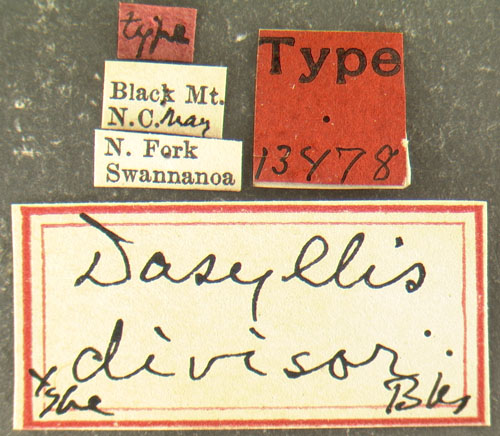 type
Black Mt.
N.C. May
N. Fork
Swannanoa
Type
13478
Dasyllis
divisor.
type
Bks